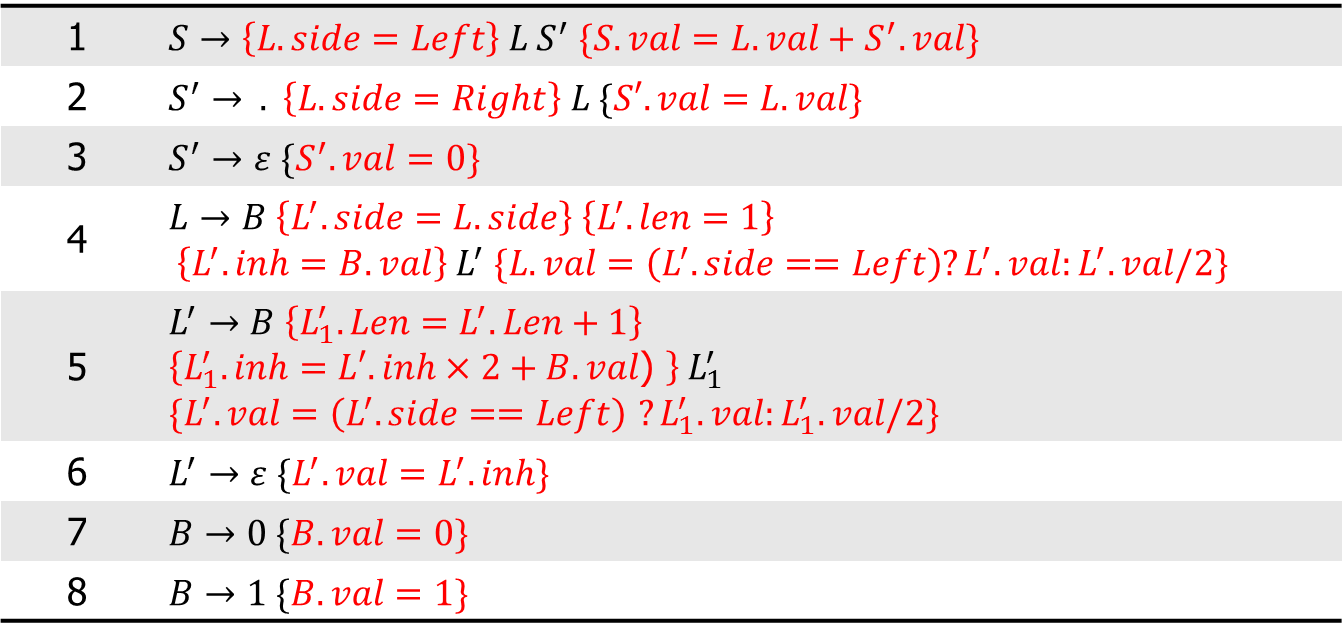 1 S → {L.side = Left} L S′ {S.val = L.val + S′.val}
2 S′ → . {L.side = Right} L {S′.val = L.val}
3 S′ → ε {S′.val = 0}
4 L → B {L′.side = L.side} {L′.len = 1}
{L′.inh = B.val} L′ {L.val = (L′.side == Left)? L′.val: L′.val/2}
L′ → B {L′₁.Len = L′.Len + 1}
5 {L′₁.inh = L′.inh × 2 + B.val) } L′₁
{L′.val = (L′.side == Left) ? L′₁.val: L′₁.val/2}
6 L′ → ε {L′.val = L′.inh}
7 B → 0 {B.val = 0}
8 B → 1 {B.val = 1}